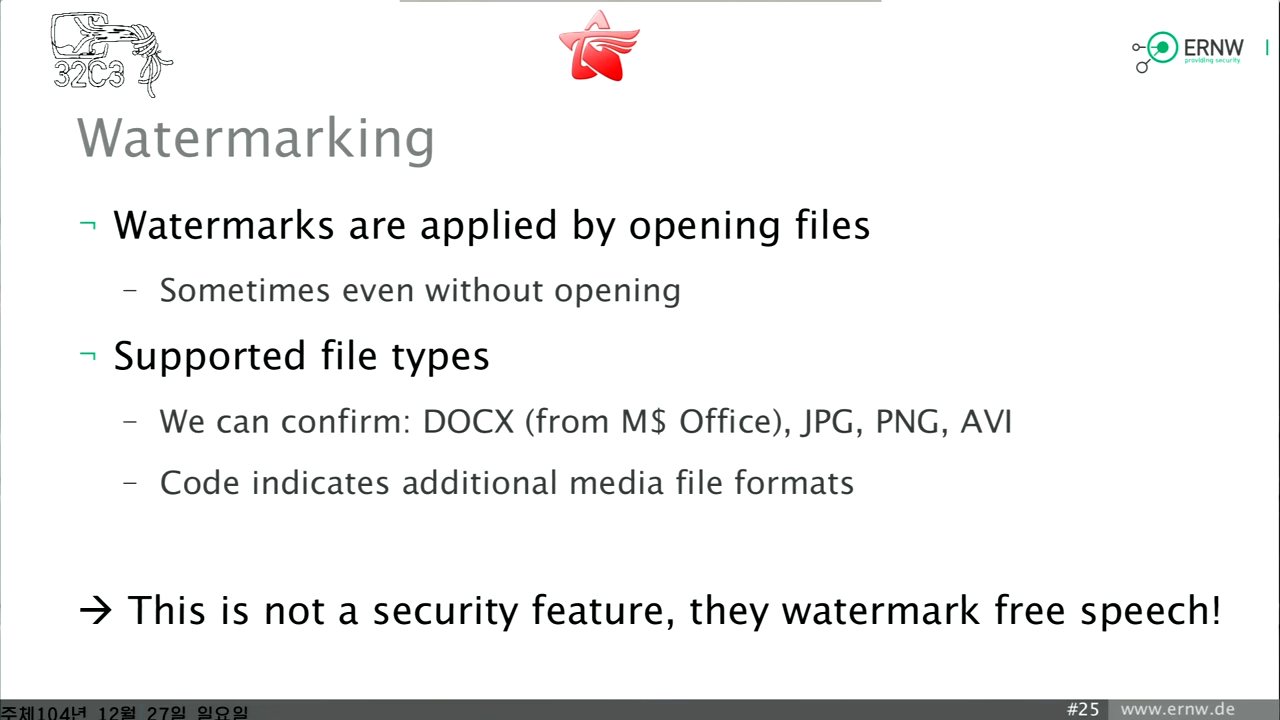 32C3
ERNW
providing security.
Watermarking
¬ Watermarks are applied by opening files
– Sometimes even without opening
¬ Supported file types
– We can confirm: DOCX (from M$ Office), JPG, PNG, AVI
– Code indicates additional media file formats
→ This is not a security feature, they watermark free speech!
주체104년 12월 27일 일요일
#25
www.ernw.de